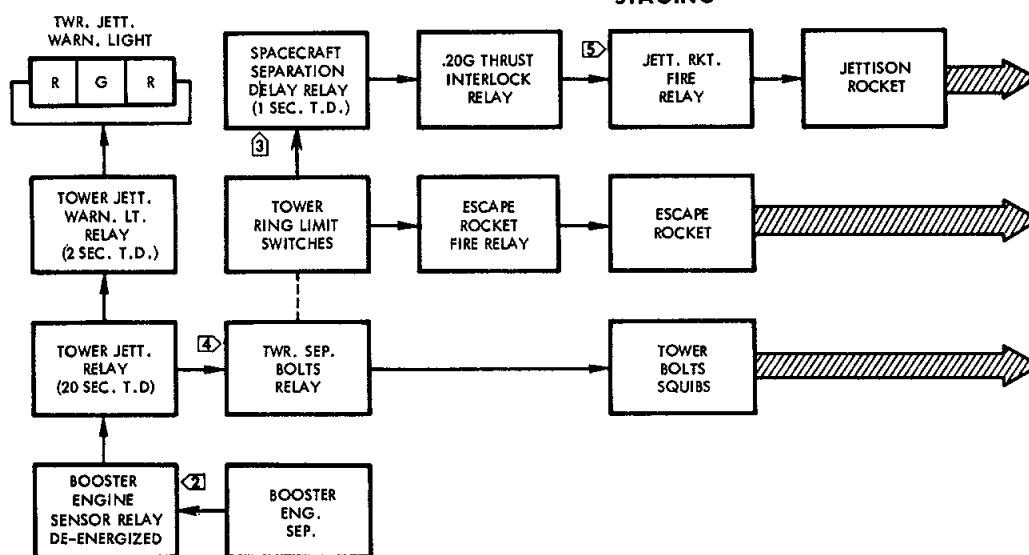 STAGING
TWR. JETT.
WARN. LIGHT
R G R
SPACECRAFT
SEPARATION
DELAY RELAY
(1 SEC. T.D.)
3
.20G THRUST
INTERLOCK
RELAY
5
JETT. RKT.
FIRE
RELAY
JETTISON
ROCKET
TOWER JETT.
WARN. LT.
RELAY
(2 SEC. T.D.)
TOWER
RING LIMIT
SWITCHES
ESCAPE
ROCKET
FIRE RELAY
ESCAPE
ROCKET
TOWER JETT.
RELAY
(20 SEC. T.D)
4
TWR. SEP.
BOLTS
RELAY
TOWER
BOLTS
SQUIBS
BOOSTER
ENGINE
SENSOR RELAY
DE-ENERGIZED
2
BOOSTER
ENG.
SEP.